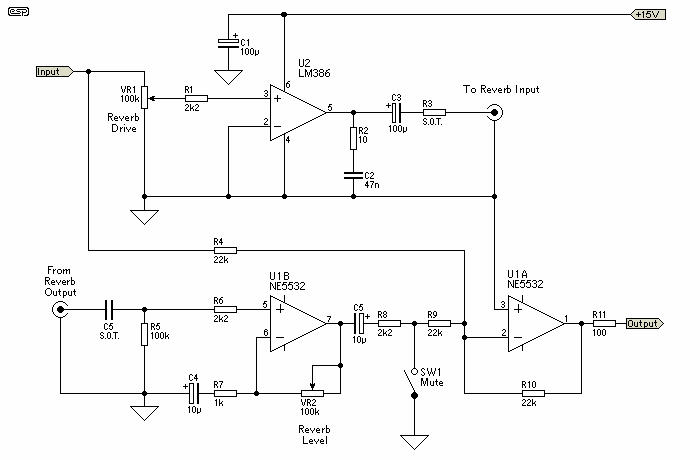 esp
+15V
C1
100µ
U2
LM386
Input
VR1
100k
R1
2k2
Reverb
Drive
3
+
2
−
6
4
5
C3
+
100µ
R3
S.O.T.
To Reverb Input
R2
10
C2
47n
R4
22k
From
Reverb
Output
C5
S.O.T.
R5
100k
R6
2k2
U1B
NE5532
5
+
6
−
7
C5
+
10µ
R8
2k2
R9
22k
SW1
Mute
U1A
NE5532
3
+
2
−
1
R11
100
Output
R10
22k
C4
+
10µ
R7
1k
VR2
100k
Reverb
Level